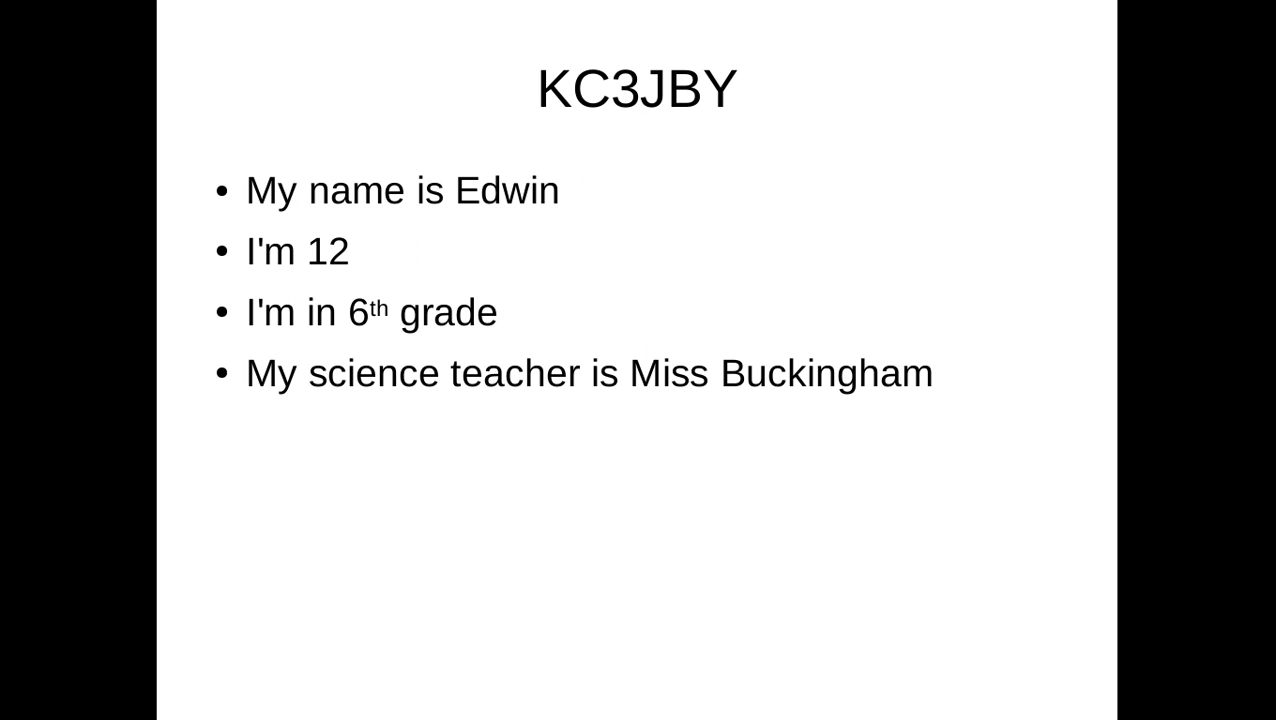 KC3JBY
• My name is Edwin
• I'm 12
• I'm in 6th grade
• My science teacher is Miss Buckingham